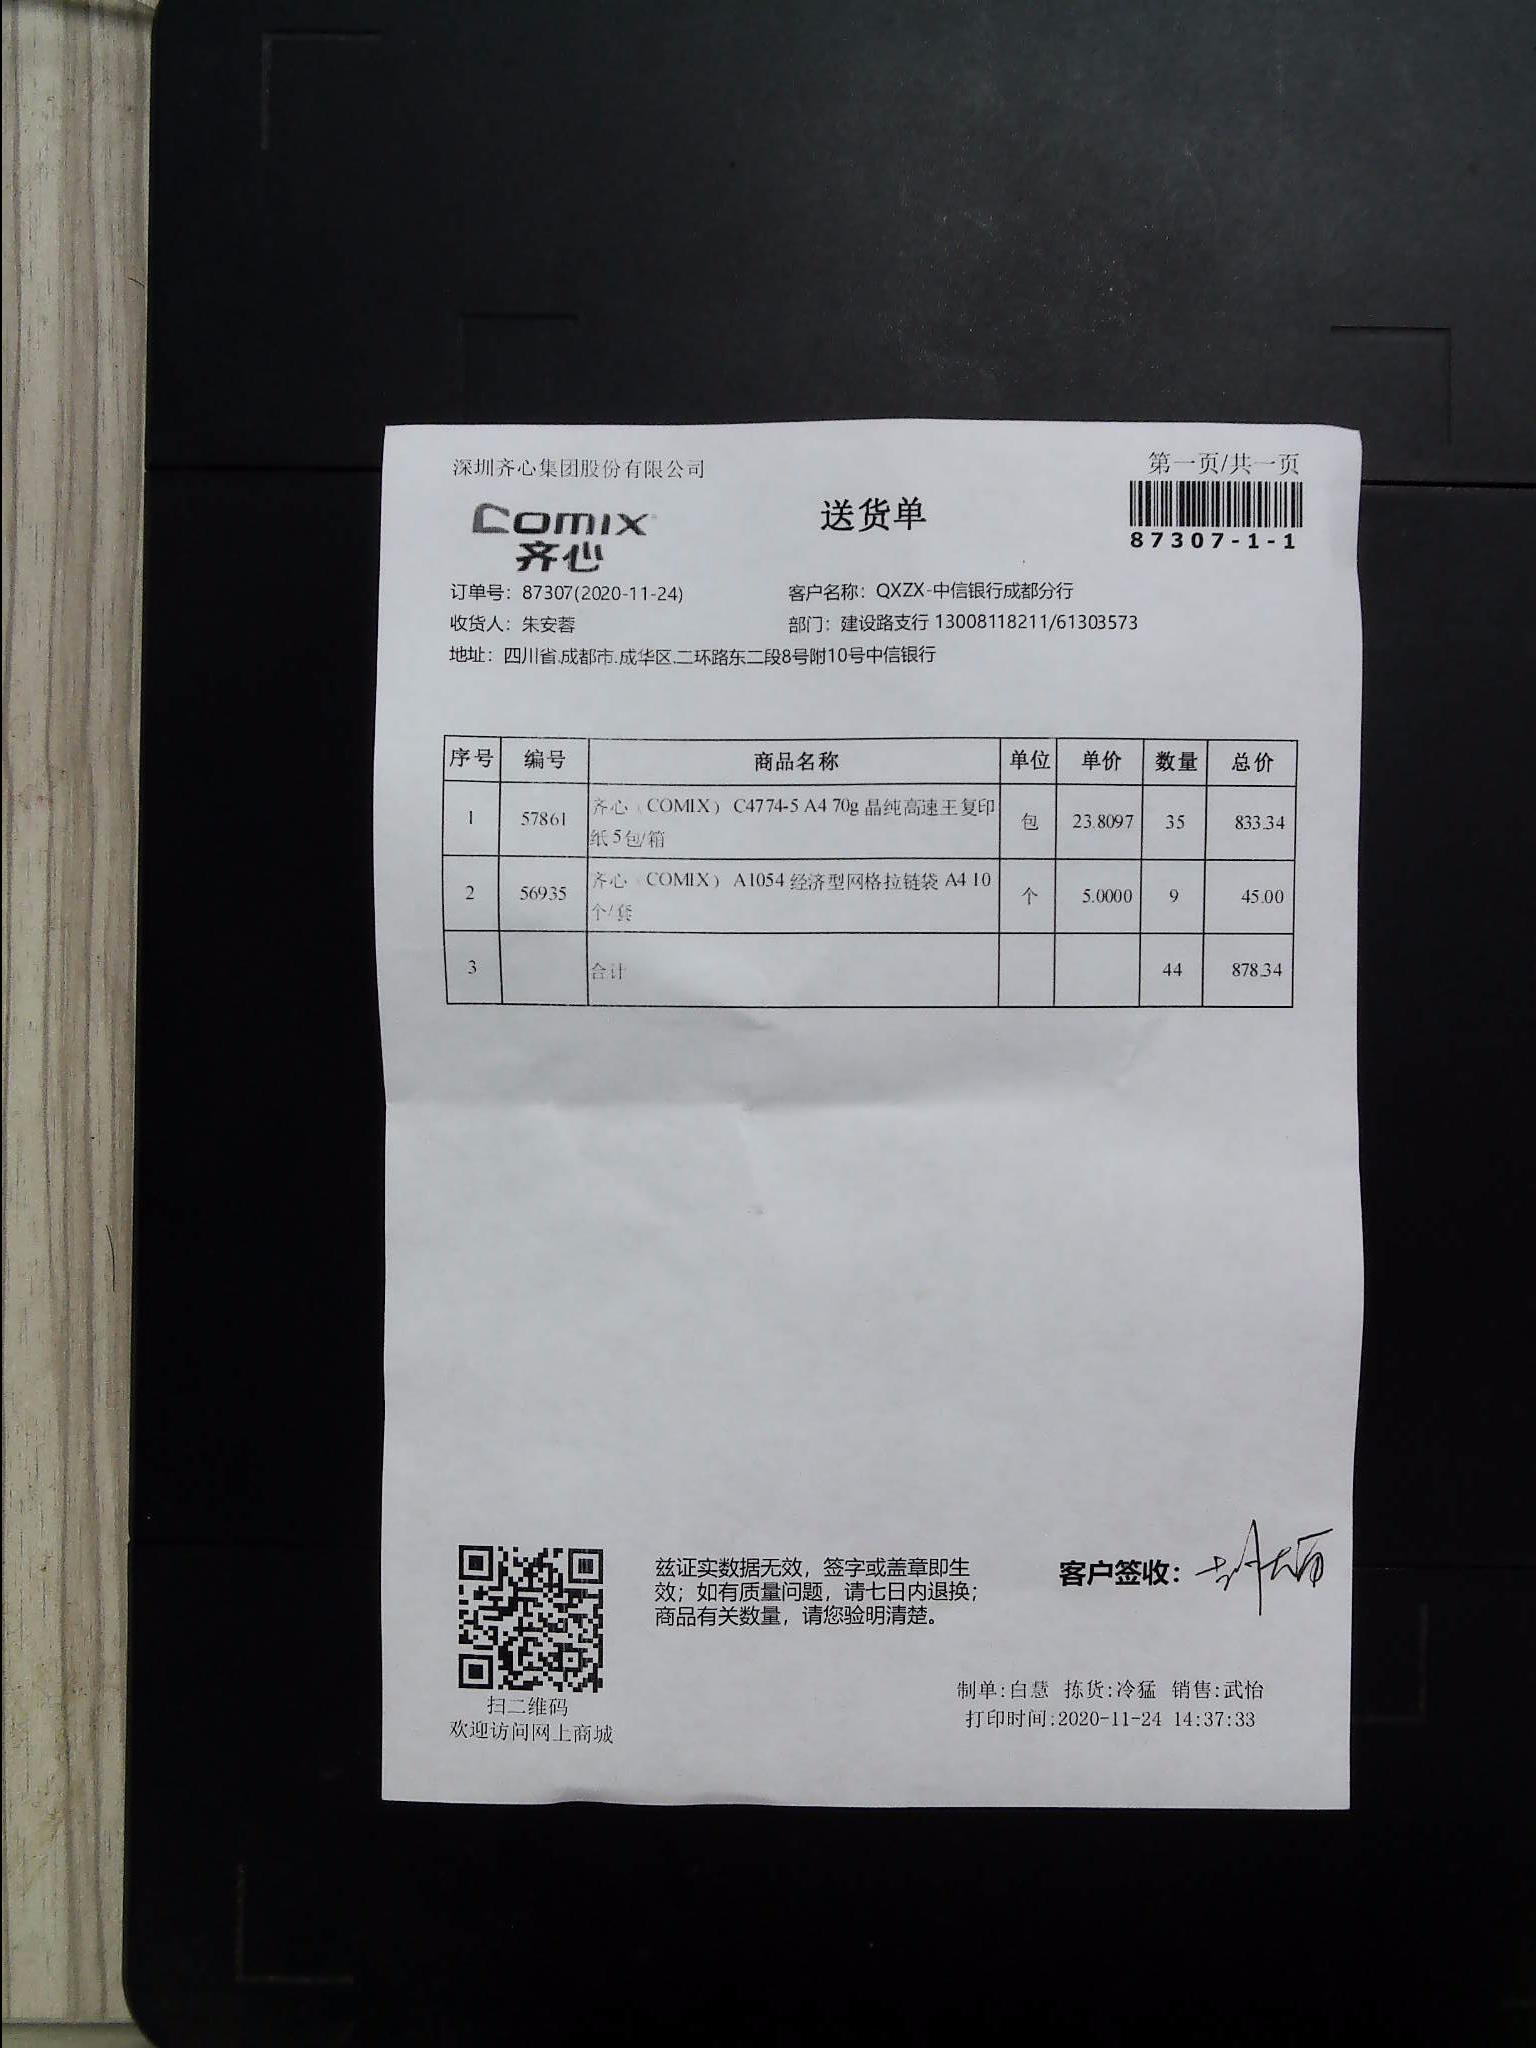 深圳齐心集团股份有限公司
第一页/共一页
COMIX
齐心
送货单
87307-1-1
订单号：87307(2020-11-24)
客户名称：QXZX-中信银行成都分行
收货人：朱安蓉
部门：建设路支行 13008118211/61303573
地址：四川省.成都市.成华区.二环路东二段8号附10号中信银行
序号 编号 商品名称 单位 单价 数量 总价
1 57861 齐心（COMIX） C4774-5 A4 70g 晶纯高速王复印纸 5包/箱 包 23.8097 35 833.34
2 56935 齐心（COMIX） A1054 经济型网格拉链袋 A4 10个/套 个 5.0000 9 45.00
3 合计 44 878.34
兹证实数据无效，签字或盖章即生
效；如有质量问题，请七日内退换；
商品有关数量，请您验明清楚。
客户签收：
扫二维码
欢迎访问网上商城
制单:白慧 拣货:冷猛 销售:武怡
打印时间:2020-11-24 14:37:33